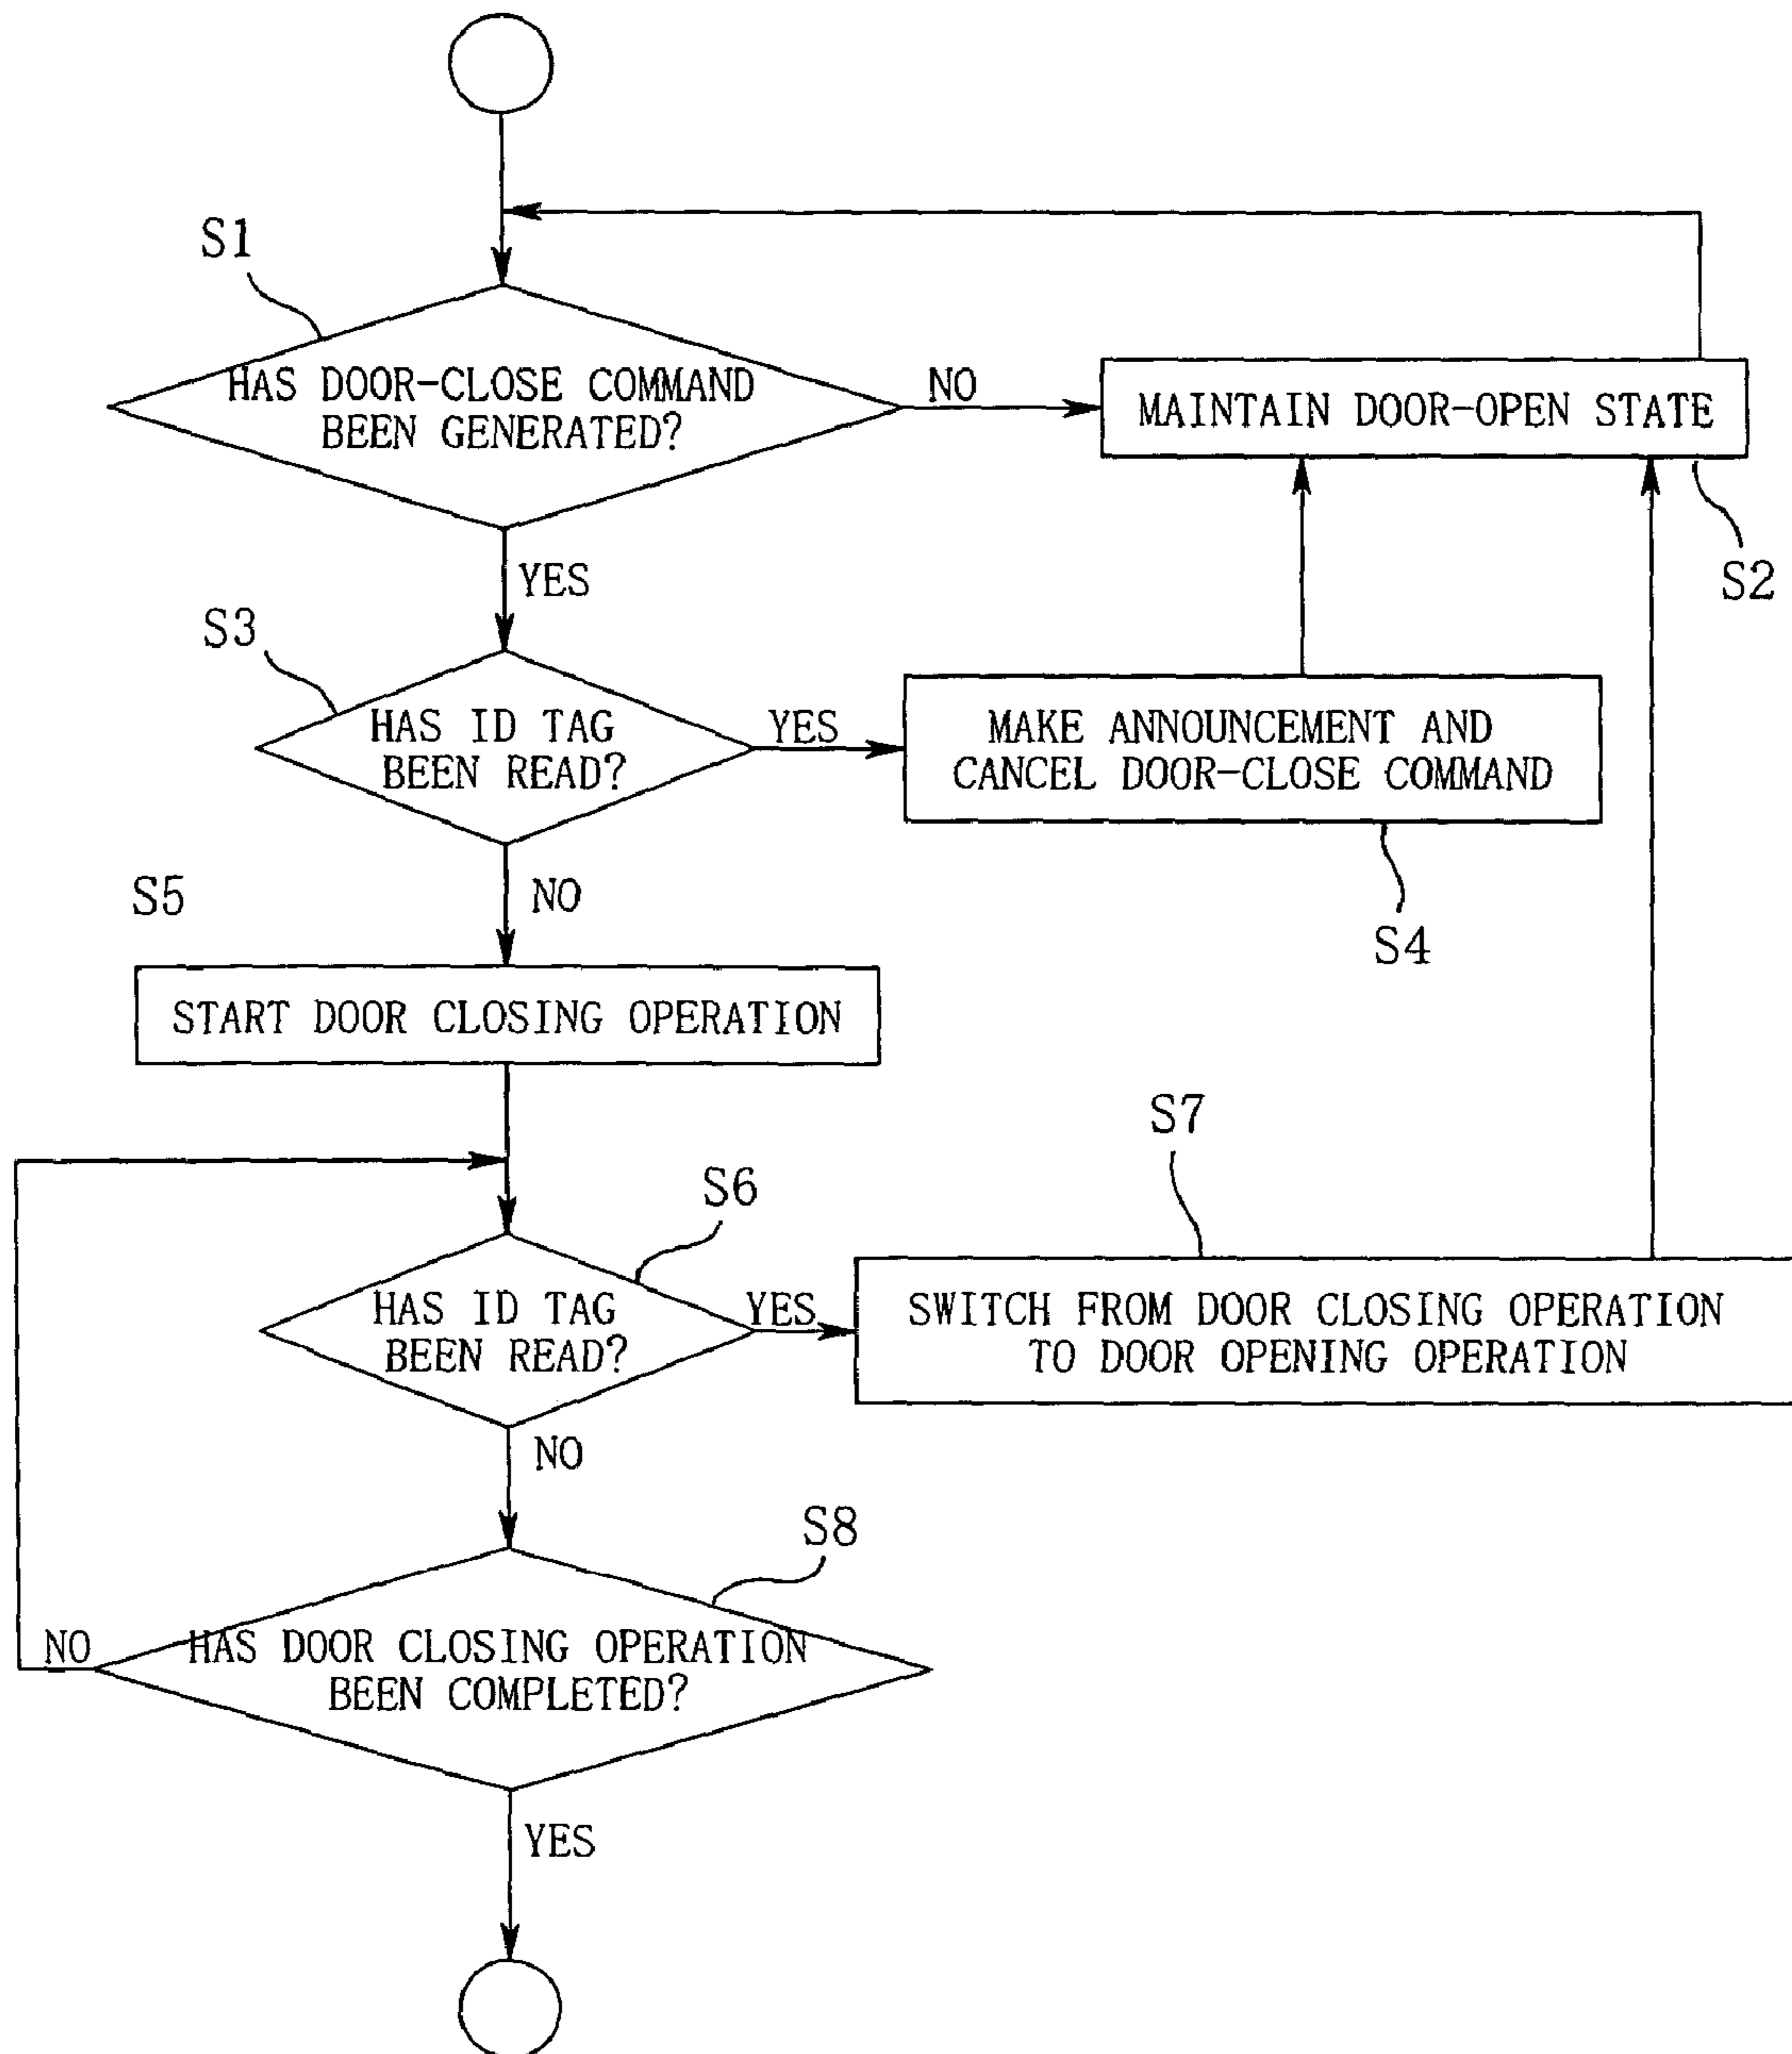 S1
HAS DOOR-CLOSE COMMAND
BEEN GENERATED?
NO
MAINTAIN DOOR-OPEN STATE
S2
YES
S3
HAS ID TAG
BEEN READ?
YES
MAKE ANNOUNCEMENT AND
CANCEL DOOR-CLOSE COMMAND
S4
NO
S5
START DOOR CLOSING OPERATION
S6
HAS ID TAG
BEEN READ?
YES
S7
SWITCH FROM DOOR CLOSING OPERATION
TO DOOR OPENING OPERATION
NO
S8
HAS DOOR CLOSING OPERATION
BEEN COMPLETED?
NO
YES